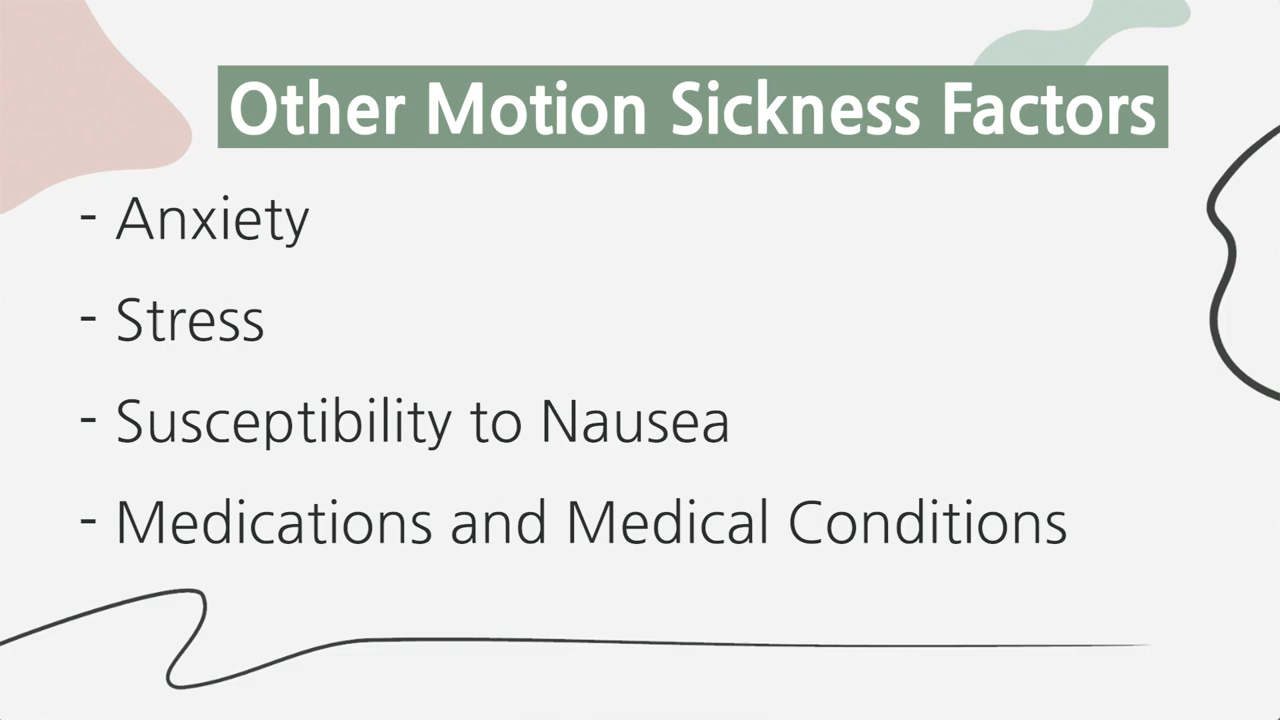 Other Motion Sickness Factors
- Anxiety
- Stress
- Susceptibility to Nausea
- Medications and Medical Conditions